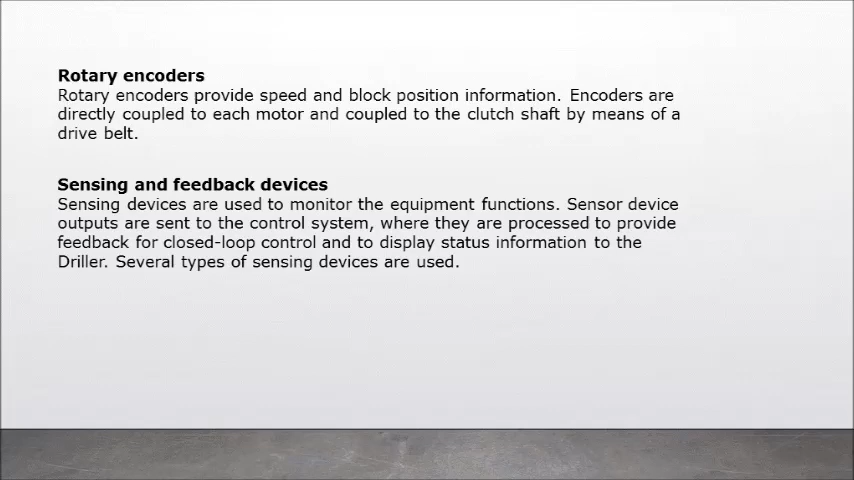 Rotary encoders
Rotary encoders provide speed and block position information. Encoders are
directly coupled to each motor and coupled to the clutch shaft by means of a
drive belt.
Sensing and feedback devices
Sensing devices are used to monitor the equipment functions. Sensor device
outputs are sent to the control system, where they are processed to provide
feedback for closed-loop control and to display status information to the
Driller. Several types of sensing devices are used.